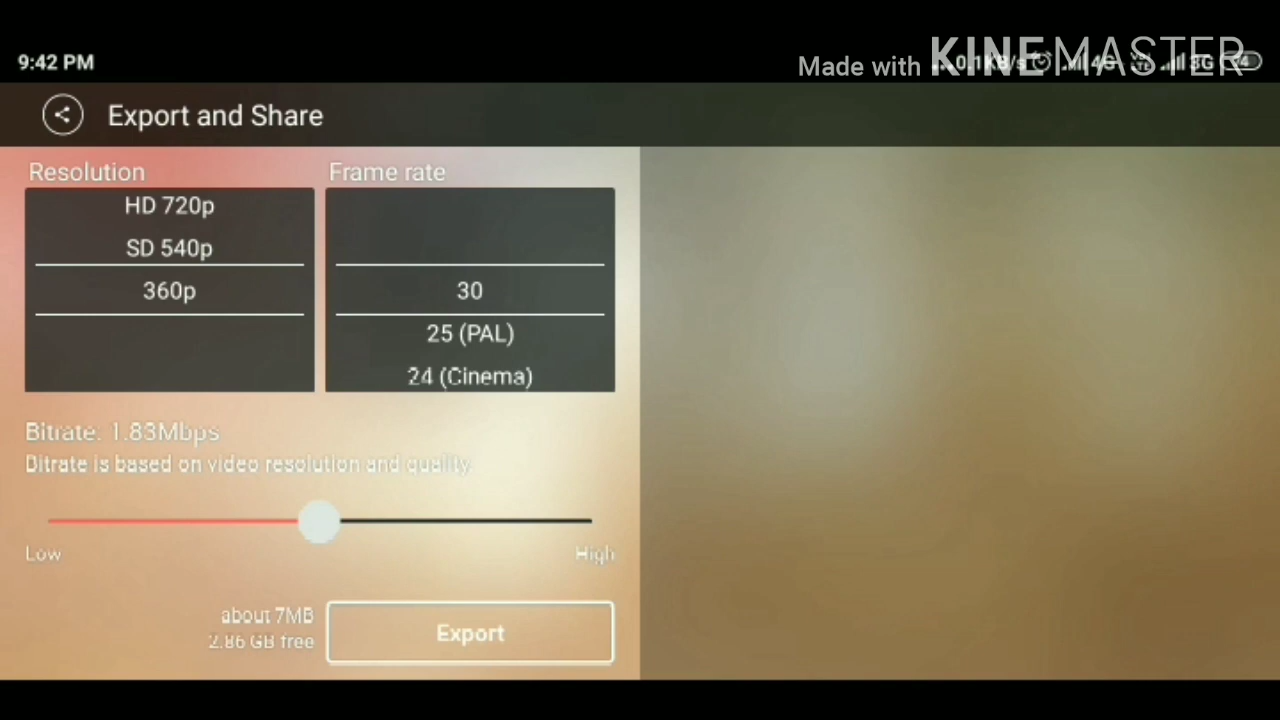 9:42 PM
Made with KINEMASTER
Export and Share
Resolution
Frame rate
HD 720p
SD 540p
360p
30
25 (PAL)
24 (Cinema)
Bitrate: 1.83Mbps
Bitrate is based on video resolution and quality.
Low
High
about 7MB
2.86 GB free
Export